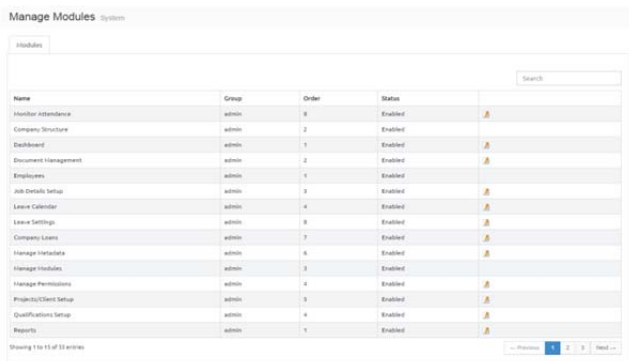 Manage Modules System
Modules
Search
Name Group Order Status
Monitor Attendance admin 8 Enabled
Company Structure admin 2 Enabled
Dashboard admin 1 Enabled
Document Management admin 2 Enabled
Employees admin 1 Enabled
Job Details Setup admin 3 Enabled
Leave Calendar admin 4 Enabled
Leave Settings admin 8 Enabled
Company Loans admin 7 Enabled
Manage Metadata admin 6 Enabled
Manage Modules admin 3 Enabled
Manage Permissions admin 4 Enabled
Projects/Client Setup admin 5 Enabled
Qualifications Setup admin 4 Enabled
Reports admin 1 Enabled
Showing 1 to 15 of 33 entries
← Previous 1 2 3 Next →